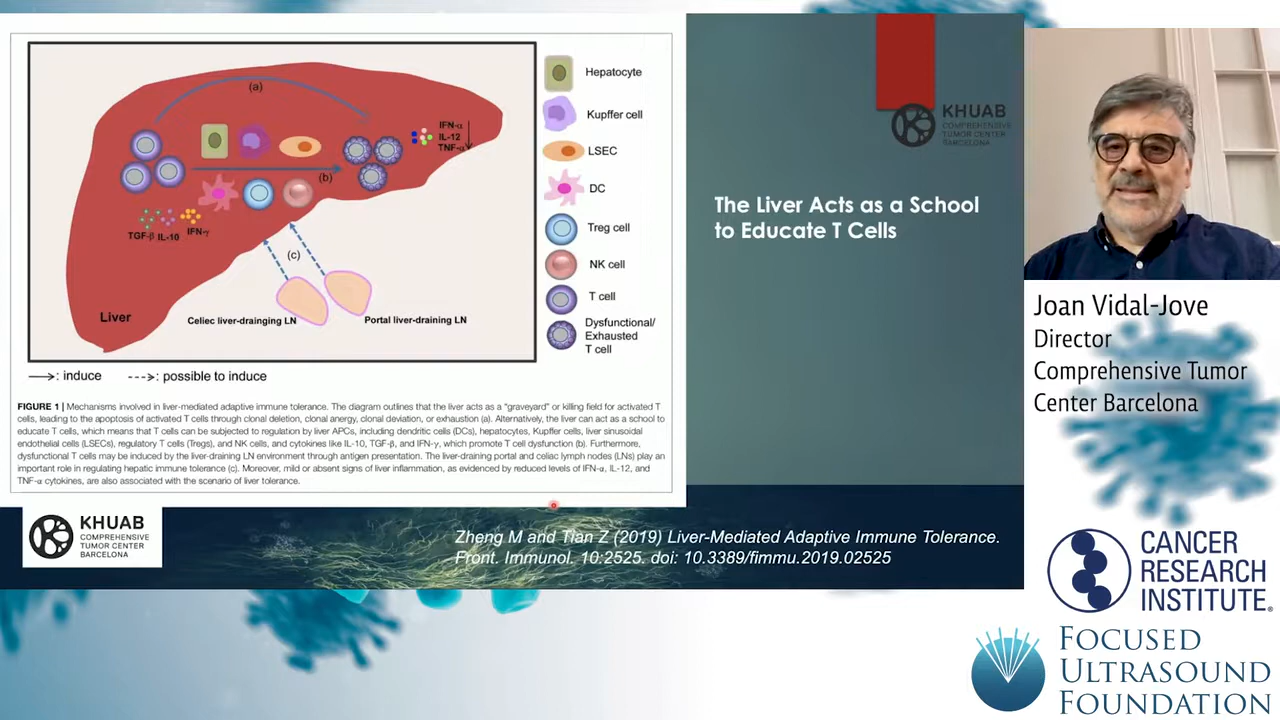 (a)
IFN-α
IL-12
TNF-α
(b)
TGF-β IL-10 IFN-γ
(c)
Liver
Celiec liver-drainging LN
Portal liver-draining LN
Hepatocyte
Kupffer cell
LSEC
DC
Treg cell
NK cell
T cell
Dysfunctional/
Exhausted
T cell
: induce
: possible to induce
FIGURE 1 | Mechanisms involved in liver-mediated adaptive immune tolerance. The diagram outlines that the liver acts as a "graveyard" or killing field for activated T
cells, leading to the apoptosis of activated T cells through clonal deletion, clonal anergy, clonal deviation, or exhaustion (a). Alternatively, the liver can act as a school to
educate T cells, which means that T cells can be subjected to regulation by liver APCs, including dendritic cells (DCs), hepatocytes, Kupffer cells, liver sinusoidal
endothelial cells (LSECs), regulatory T cells (Tregs), and NK cells, and cytokines like IL-10, TGF-β, and IFN-γ, which promote T cell dysfunction (b). Furthermore,
dysfunctional T cells may be induced by the liver-draining LN environment through antigen presentation. The liver-draining portal and celiac lymph nodes (LNs) play an
important role in regulating hepatic immune tolerance (c). Moreover, mild or absent signs of liver inflammation, as evidenced by reduced levels of IFN-α, IL-12, and
TNF-α cytokines, are also associated with the scenario of liver tolerance.
KHUAB
COMPREHENSIVE
TUMOR CENTER
BARCELONA
The Liver Acts as a School
to Educate T Cells
KHUAB
COMPREHENSIVE
TUMOR CENTER
BARCELONA
Zheng M and Tian Z (2019) Liver-Mediated Adaptive Immune Tolerance.
Front. Immunol. 10:2525. doi: 10.3389/fimmu.2019.02525
Joan Vidal-Jove
Director
Comprehensive Tumor
Center Barcelona
CANCER
RESEARCH
INSTITUTE®
FOCUSED
ULTRASOUND
FOUNDATION